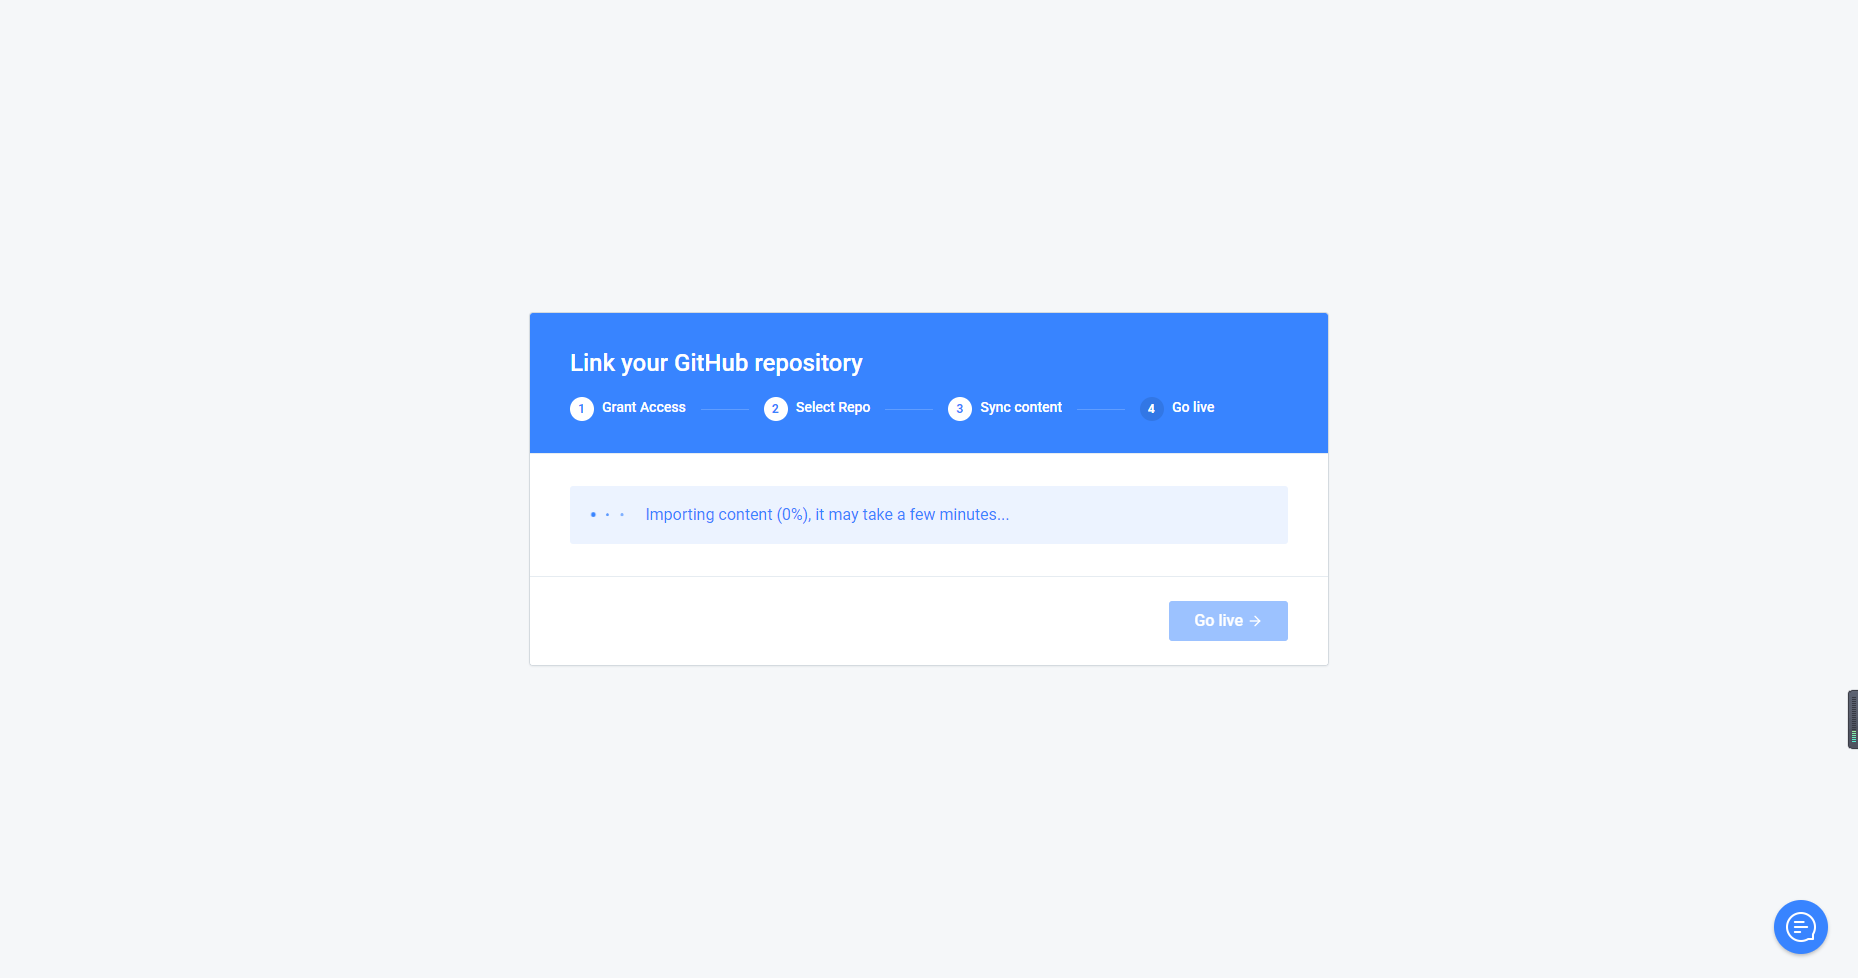 Link your GitHub repository
1 Grant Access 2 Select Repo 3 Sync content 4 Go live
Importing content (0%), it may take a few minutes...
Go live →